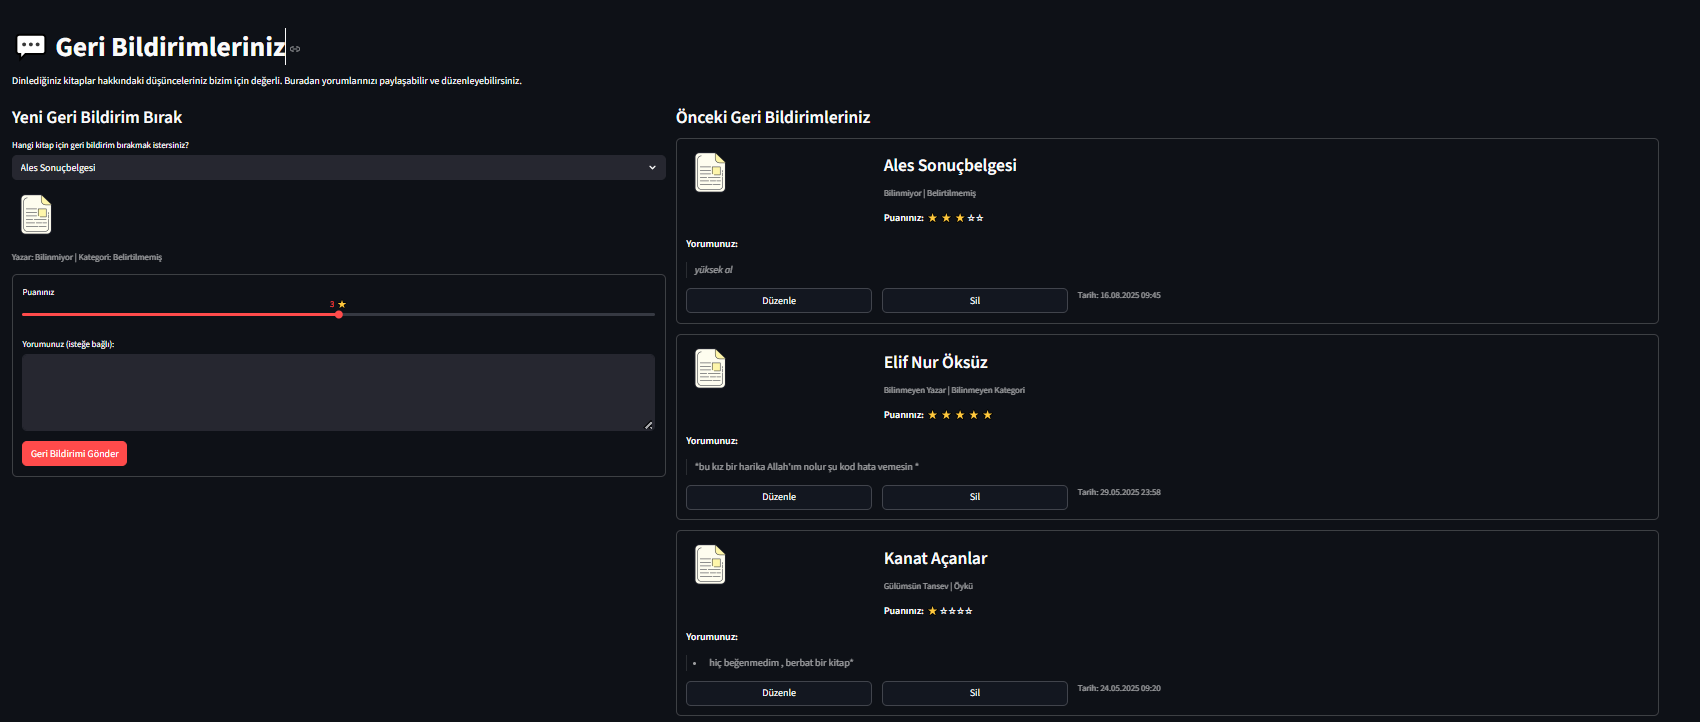 Geri Bildirimleriniz
Dinlediğiniz kitaplar hakkındaki düşünceleriniz bizim için değerli. Buradan yorumlarınızı paylaşabilir ve düzenleyebilirsiniz.
Yeni Geri Bildirim Bırak
Hangi kitap için geri bildirim bırakmak istersiniz?
Ales Sonuçbelgesi
Yazar: Bilinmiyor | Kategori: Belirtilmemiş
Puanınız
3 ★
Yorumunuz (isteğe bağlı):
Geri Bildirimi Gönder
Önceki Geri Bildirimleriniz
Ales Sonuçbelgesi
Bilinmiyor | Belirtilmemiş
Puanınız: ★ ★ ★ ☆☆
Yorumunuz:
yüksek al
Düzenle
Sil
Tarih: 16.08.2025 09:45
Elif Nur Öksüz
Bilinmeyen Yazar | Bilinmeyen Kategori
Puanınız: ★ ★ ★ ★ ★
Yorumunuz:
*bu kız bir harika Allah'ım nolur şu kod hata vemesin *
Düzenle
Sil
Tarih: 29.05.2025 23:58
Kanat Açanlar
Gülümsün Tansev | Öykü
Puanınız: ★ ☆☆☆☆
Yorumunuz:
• hiç beğenmedim , berbat bir kitap*
Düzenle
Sil
Tarih: 24.05.2025 09:20